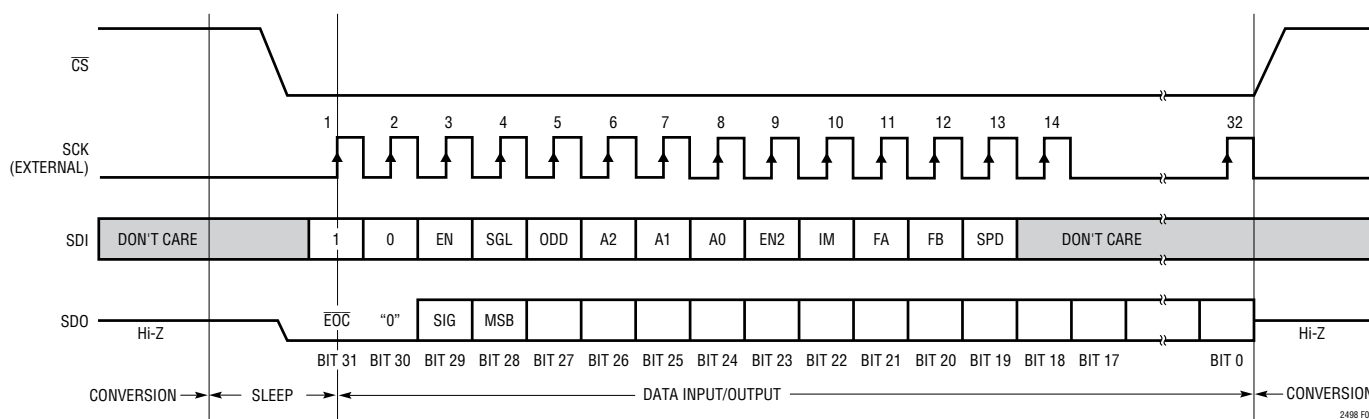 CS
1 2 3 4 5 6 7 8 9 10 11 12 13 14 32
SCK
(EXTERNAL)
SDI DON'T CARE 1 0 EN SGL ODD A2 A1 A0 EN2 IM FA FB SPD DON'T CARE
SDO Hi-Z EOC “0” SIG MSB Hi-Z
BIT 31 BIT 30 BIT 29 BIT 28 BIT 27 BIT 26 BIT 25 BIT 24 BIT 23 BIT 22 BIT 21 BIT 20 BIT 19 BIT 18 BIT 17 BIT 0
CONVERSION SLEEP DATA INPUT/OUTPUT CONVERSION
2498 F0